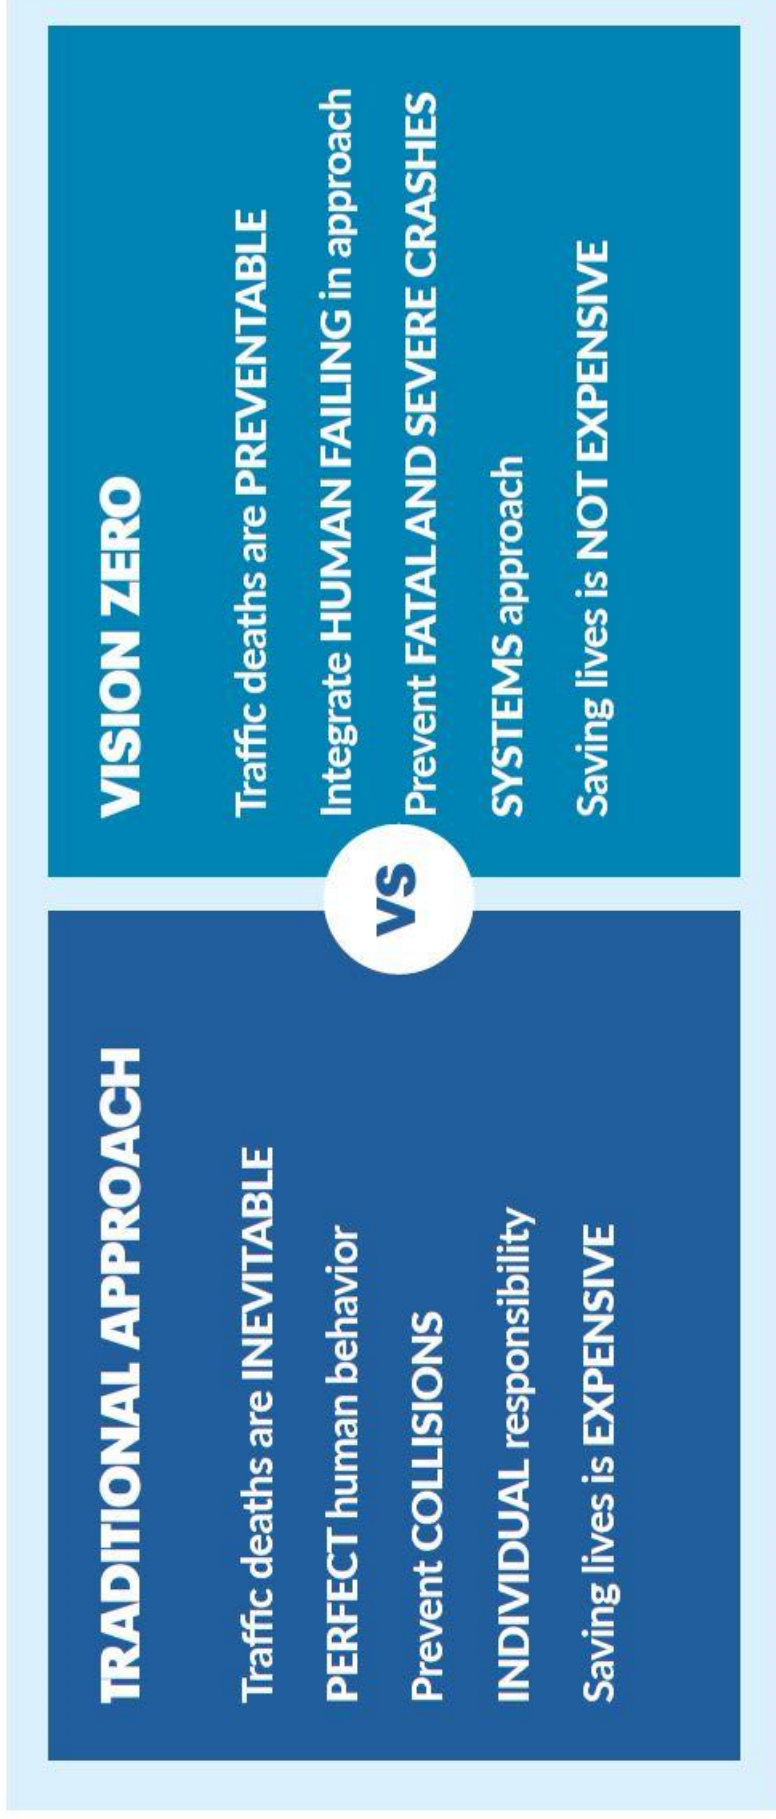 TRADITIONAL APPROACH
Traffic deaths are INEVITABLE
PERFECT human behavior
Prevent COLLISIONS
INDIVIDUAL responsibility
Saving lives is EXPENSIVE
VS
VISION ZERO
Traffic deaths are PREVENTABLE
Integrate HUMAN FAILING in approach
Prevent FATAL AND SEVERE CRASHES
SYSTEMS approach
Saving lives is NOT EXPENSIVE